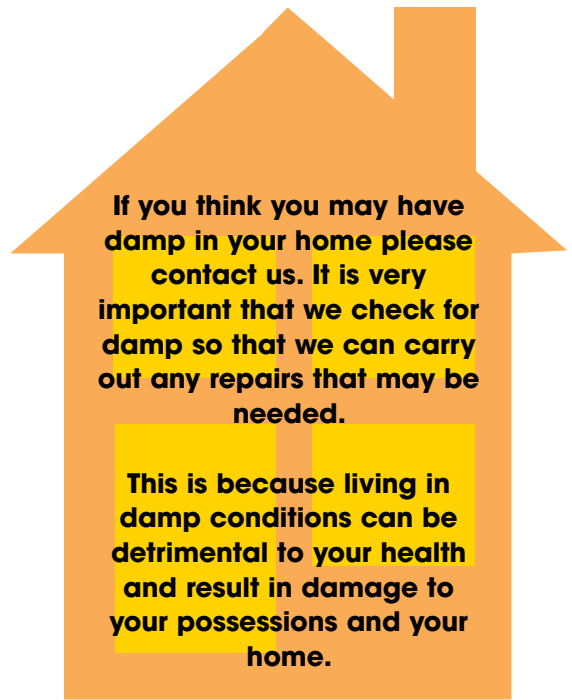 If you think you may have
damp in your home please
contact us. It is very
important that we check for
damp so that we can carry
out any repairs that may be
needed.
This is because living in
damp conditions can be
detrimental to your health
and result in damage to
your possessions and your
home.